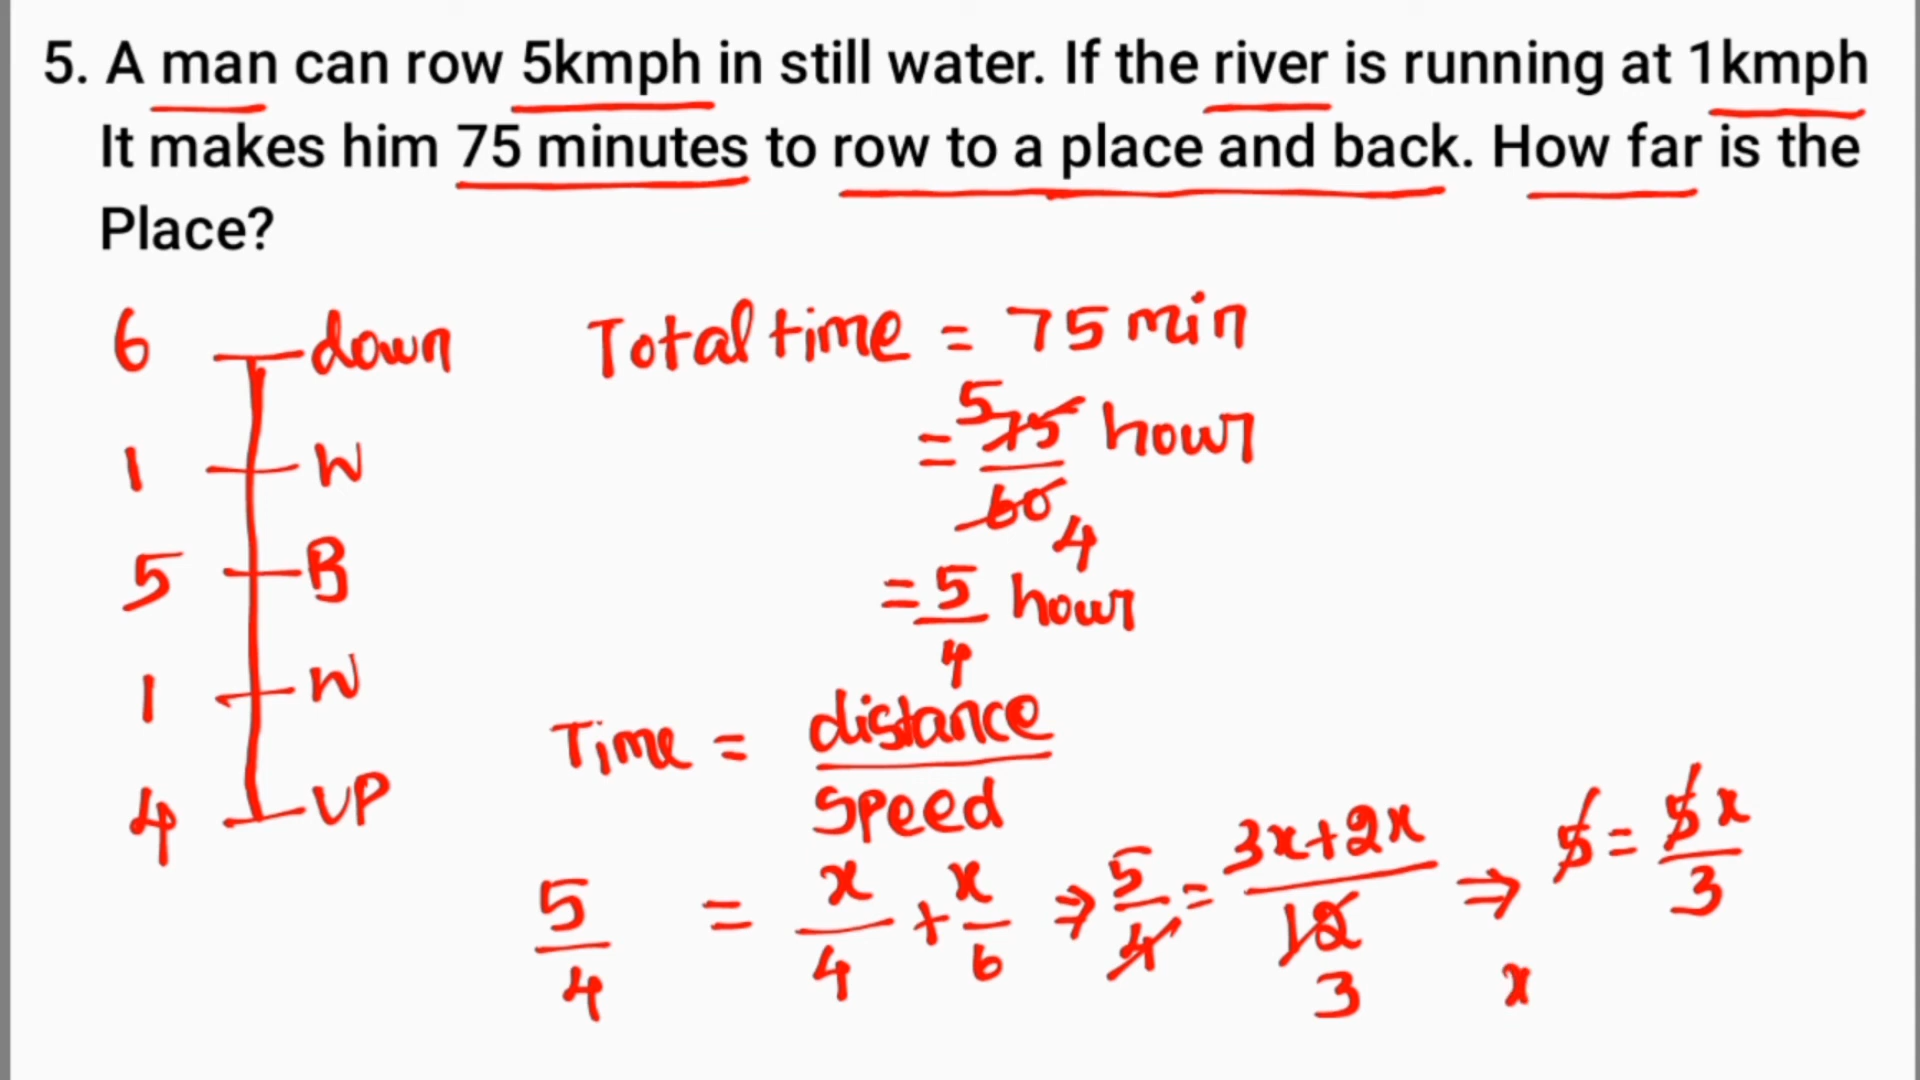 5. A man can row 5kmph in still water. If the river is running at 1kmph
It makes him 75 minutes to row to a place and back. How far is the
Place?
6 down
1 W
5 B
1 W
4 UP
Total time = 75 min
= 75/60 hour
5
4
= 5/4 hour
Time = distance/speed
5/4 = x/4 + x/6 ⇒ 5/4 = 3x+2x/12 ⇒ 5 = 5x/3
3
x